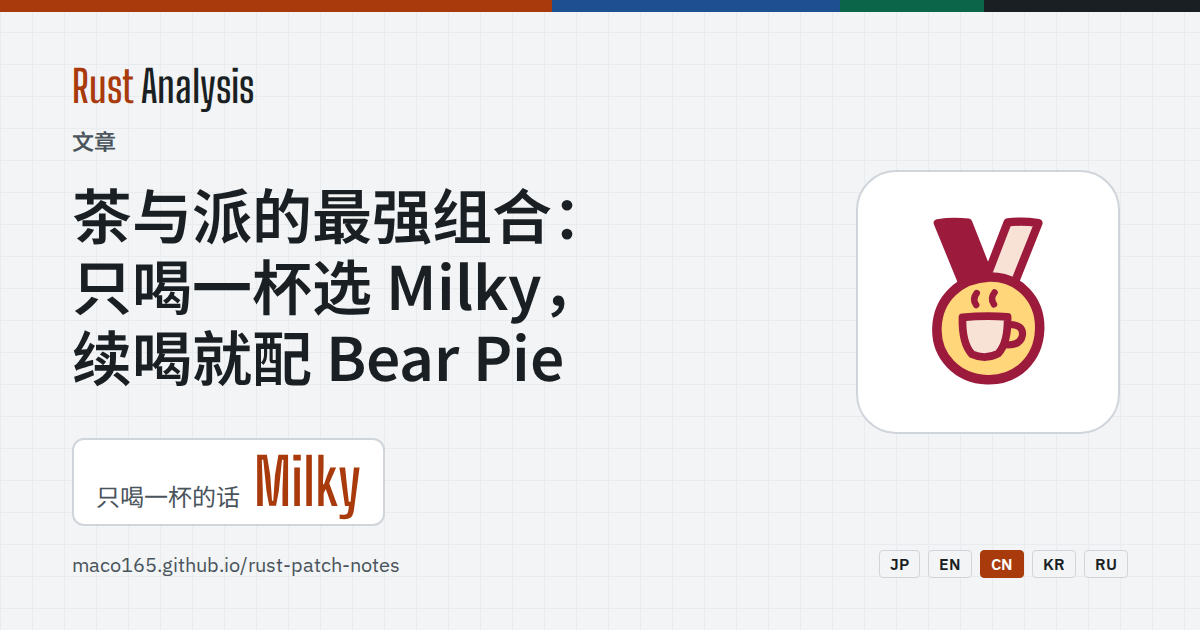 Rust Analysis
文章
茶与派的最强组合：
只喝一杯选 Milky，
续喝就配 Bear Pie
只喝一杯的话 Milky
maco165.github.io/rust-patch-notes
JP EN CN KR RU